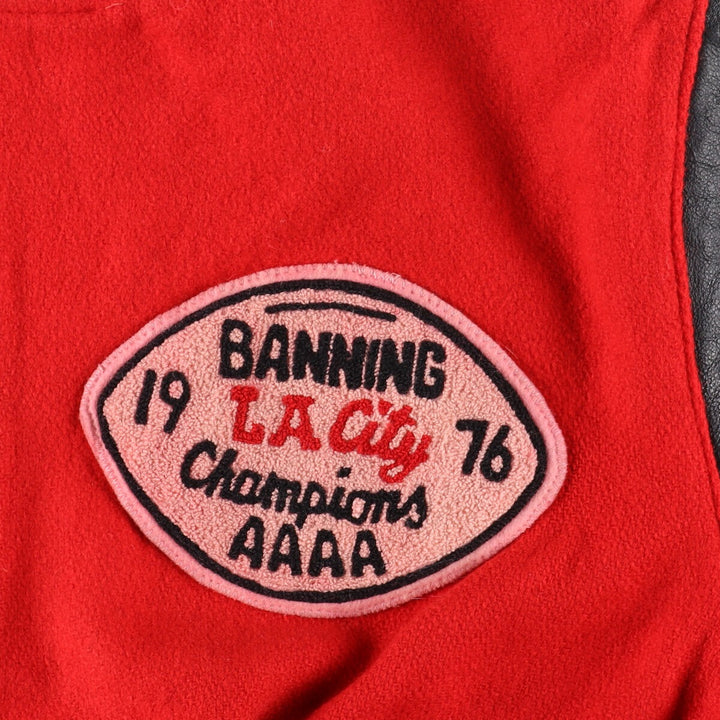 BANNING
19 LA City 76
Champions
AAAA